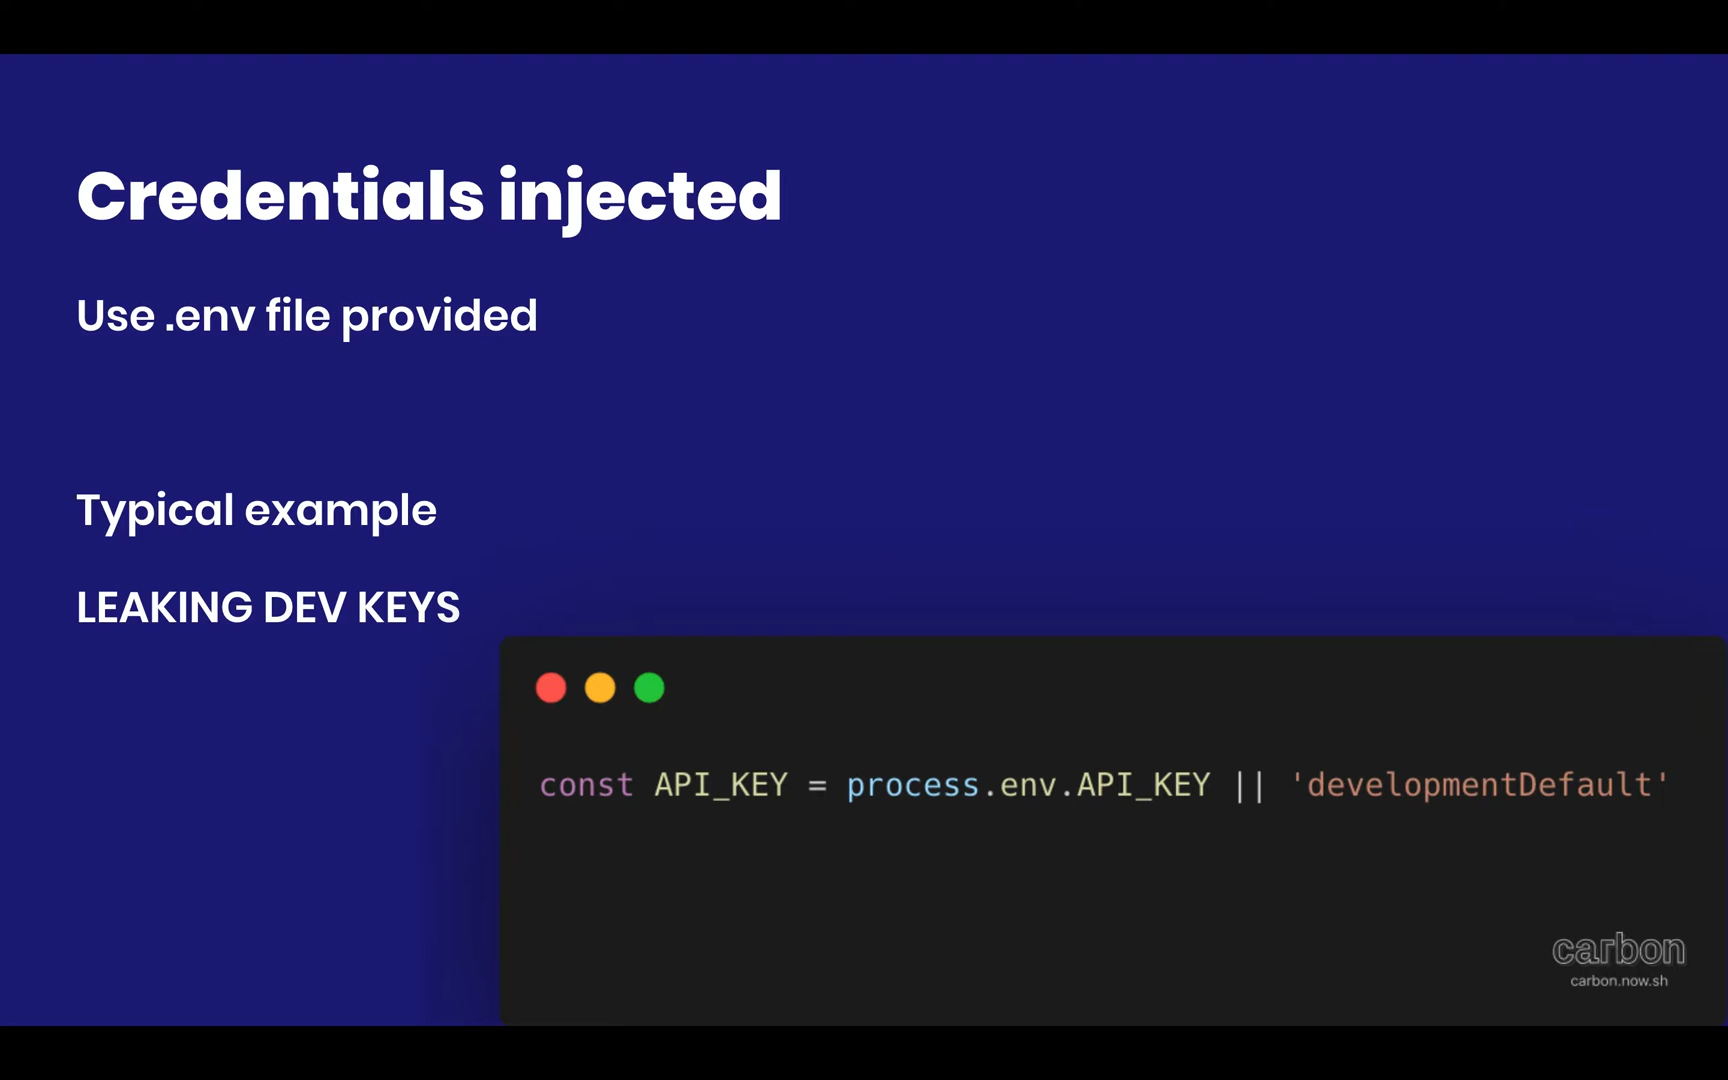 Credentials injected
Use .env file provided
Typical example
LEAKING DEV KEYS
const API_KEY = process.env.API_KEY || 'developmentDefault'
carbon
carbon.now.sh